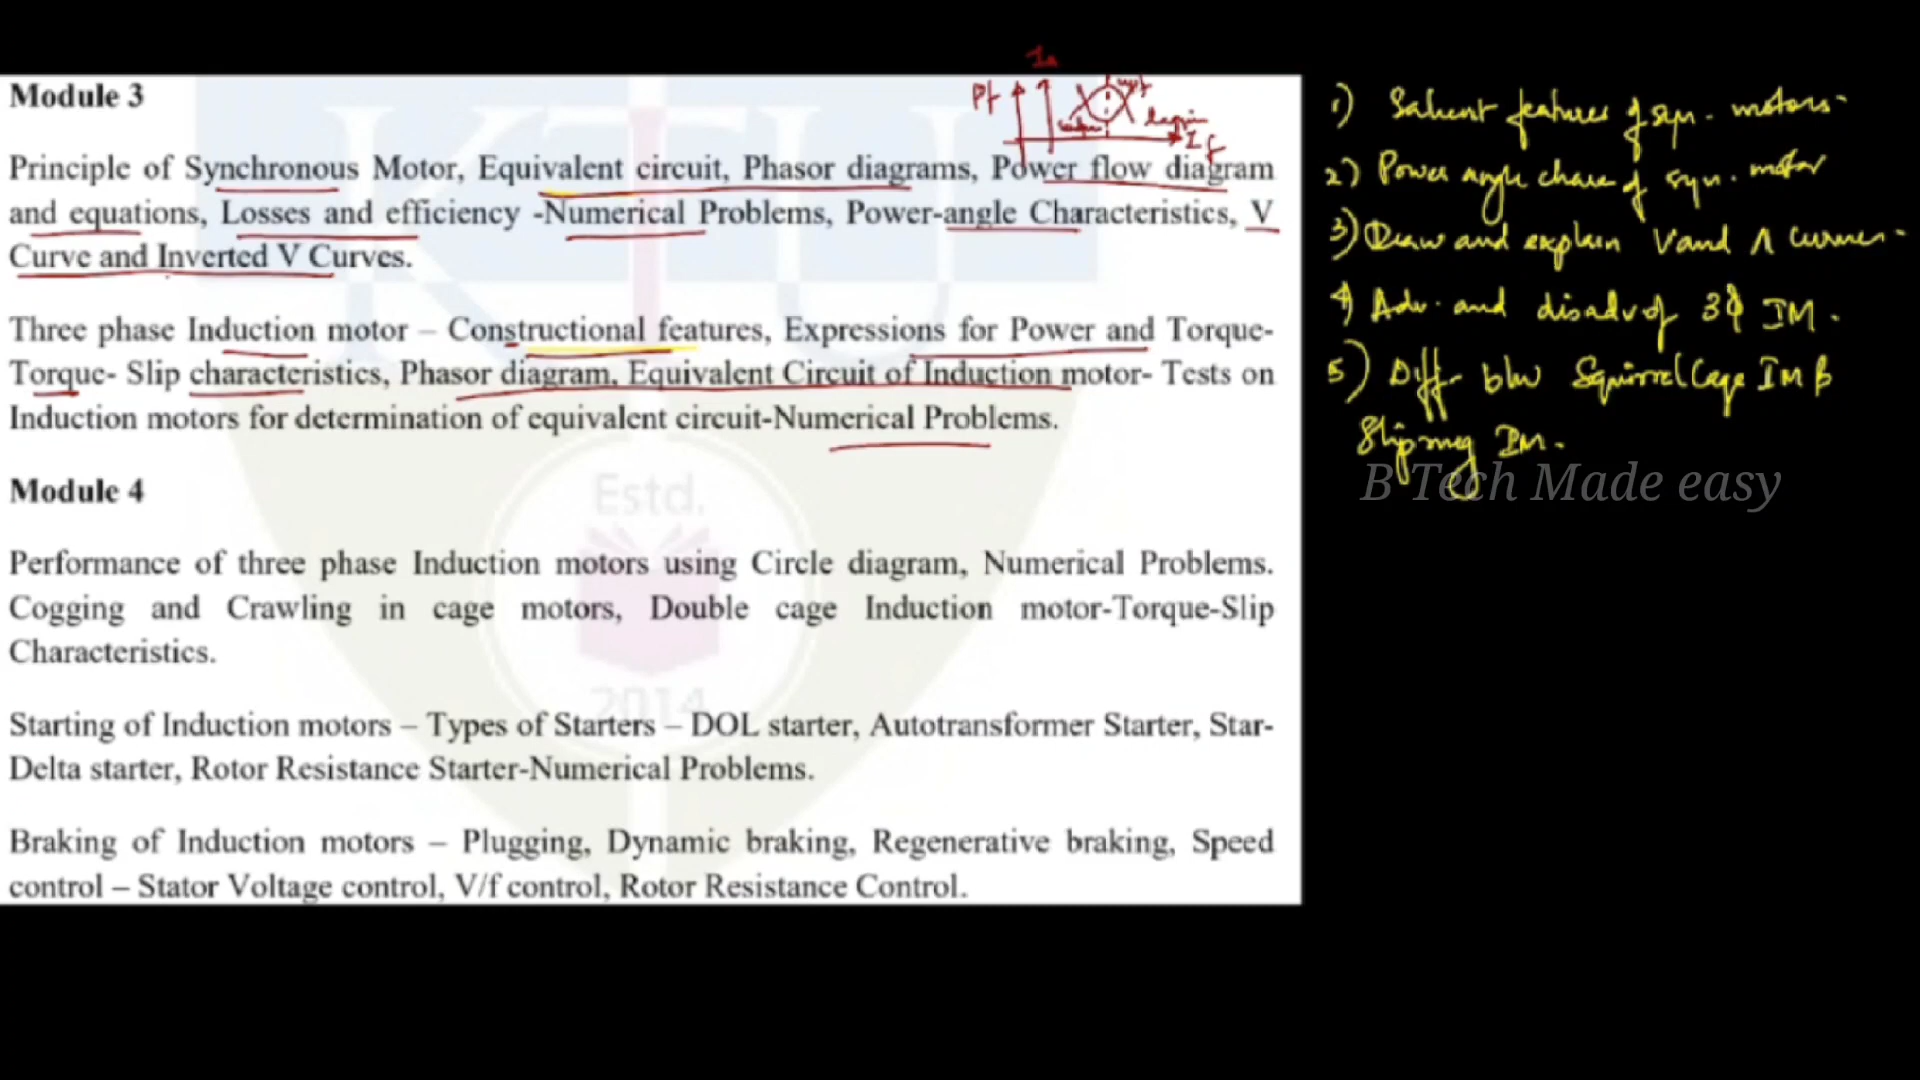 Module 3
Principle of Synchronous Motor, Equivalent circuit, Phasor diagrams, Power flow diagram
and equations, Losses and efficiency -Numerical Problems, Power-angle Characteristics, V
Curve and Inverted V Curves.
Three phase Induction motor – Constructional features, Expressions for Power and Torque-
Torque- Slip characteristics, Phasor diagram, Equivalent Circuit of Induction motor- Tests on
Induction motors for determination of equivalent circuit-Numerical Problems.
Module 4
Performance of three phase Induction motors using Circle diagram, Numerical Problems.
Cogging and Crawling in cage motors, Double cage Induction motor-Torque-Slip
Characteristics.
Starting of Induction motors – Types of Starters – DOL starter, Autotransformer Starter, Star-
Delta starter, Rotor Resistance Starter-Numerical Problems.
Braking of Induction motors – Plugging, Dynamic braking, Regenerative braking, Speed
control – Stator Voltage control, V/f control, Rotor Resistance Control.
KTU
Estd.
2014
Ia
Pf
If
1) Salient features of syn. motors.
2) Power angle of syn. motor
3) Draw and explain V and Λ curves.
4) Adv. and disadv of 3ϕ IM.
5) Diff. b/w Squirrel Cage IM &
Slipring IM.
B Tech Made easy